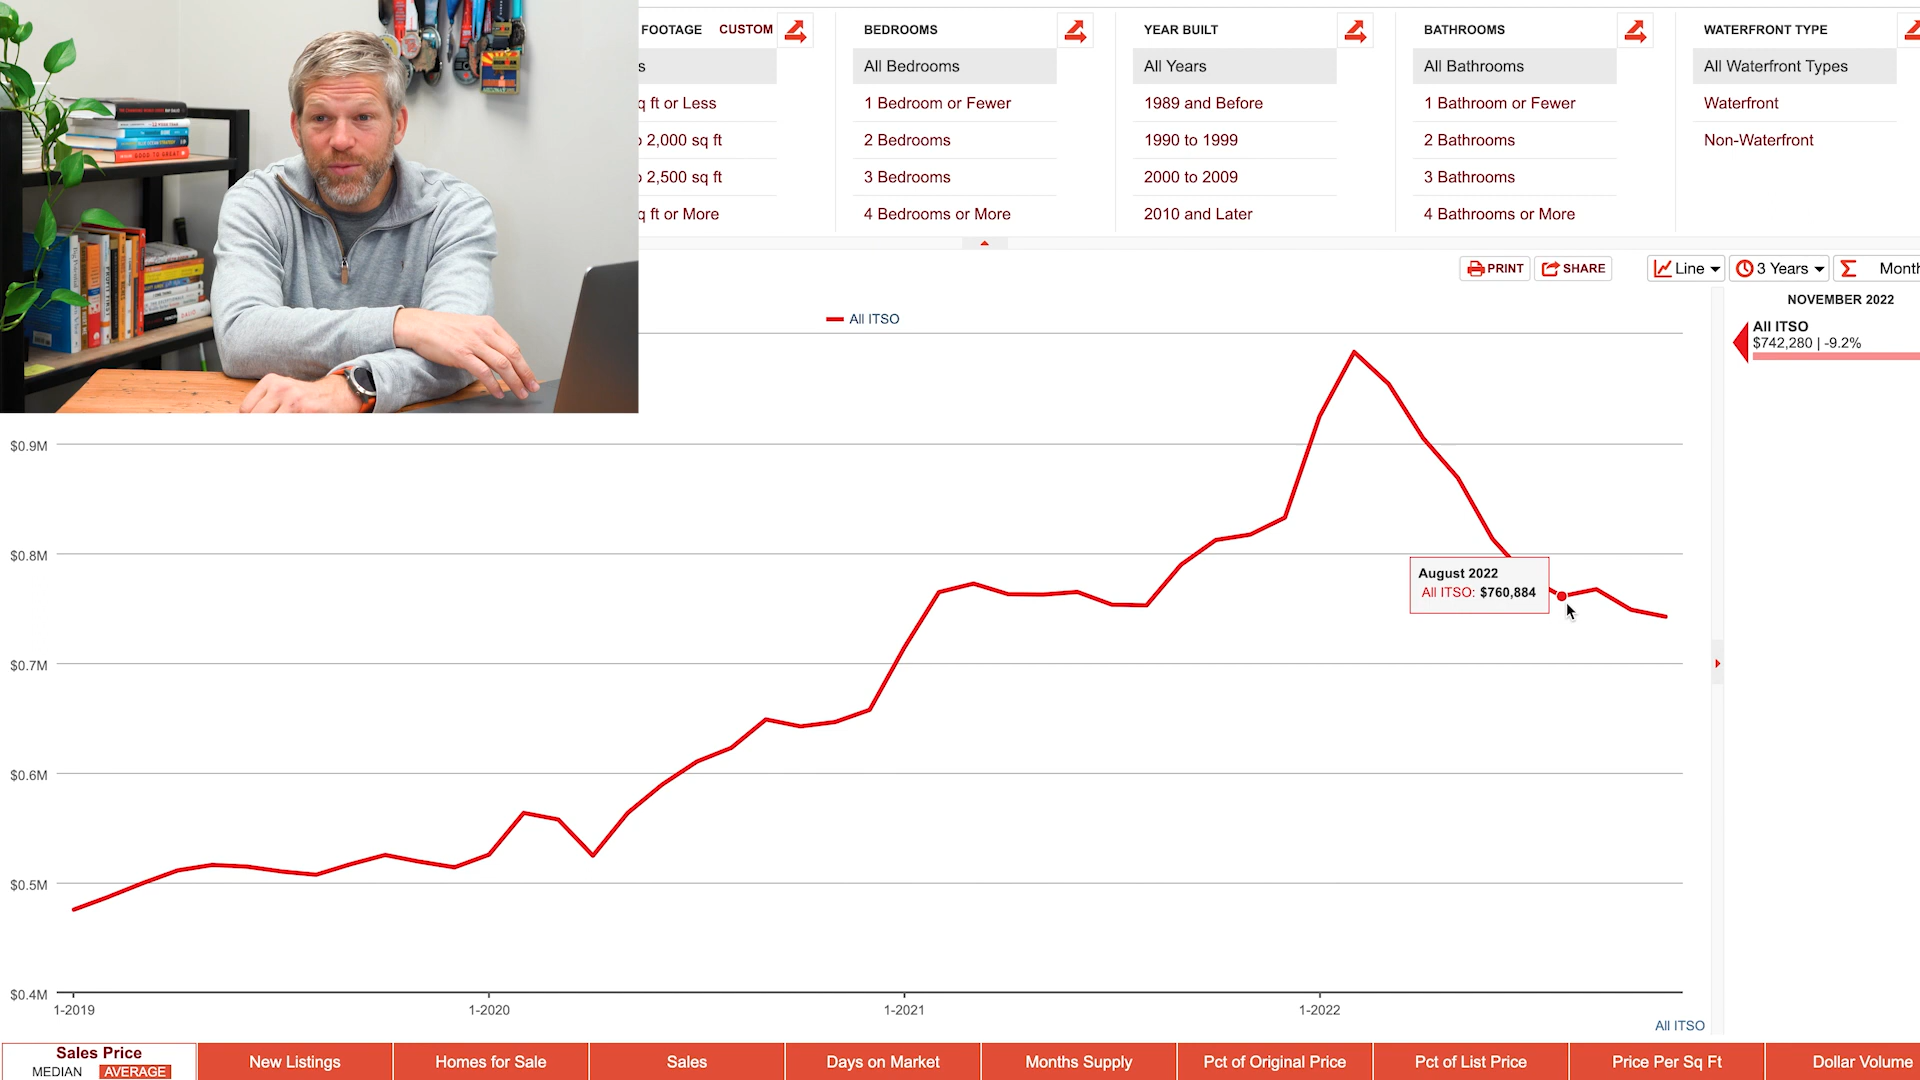 FOOTAGE CUSTOM
BEDROOMS
YEAR BUILT
BATHROOMS
WATERFRONT TYPE
s
All Bedrooms
All Years
All Bathrooms
All Waterfront Types
q ft or Less
1 Bedroom or Fewer
1989 and Before
1 Bathroom or Fewer
Waterfront
2,000 sq ft
2 Bedrooms
1990 to 1999
2 Bathrooms
Non-Waterfront
2,500 sq ft
3 Bedrooms
2000 to 2009
3 Bathrooms
q ft or More
4 Bedrooms or More
2010 and Later
4 Bathrooms or More
GOOD TO GREAT
PRINT
SHARE
Line
3 Years
Month
NOVEMBER 2022
All ITSO
$742,280 | -9.2%
All ITSO
$0.9M
$0.8M
$0.7M
$0.6M
$0.5M
$0.4M
August 2022
All ITSO: $760,884
1-2019
1-2020
1-2021
1-2022
All ITSO
Sales Price
MEDIAN AVERAGE
New Listings
Homes for Sale
Sales
Days on Market
Months Supply
Pct of Original Price
Pct of List Price
Price Per Sq Ft
Dollar Volume